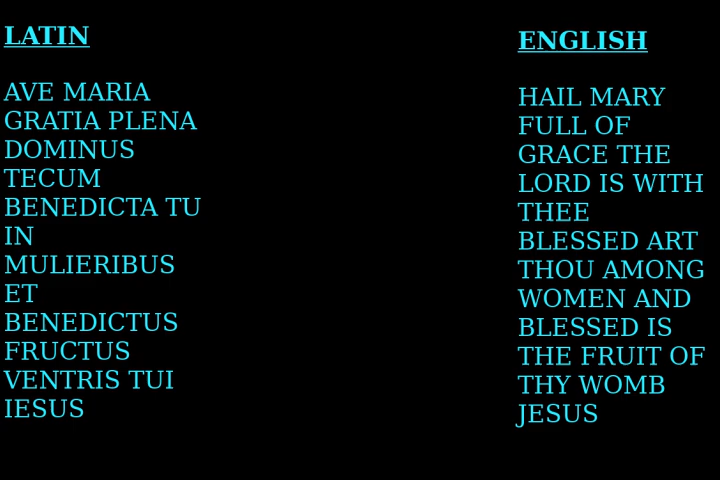 LATIN
AVE MARIA
GRATIA PLENA
DOMINUS
TECUM
BENEDICTA TU
IN
MULIERIBUS
ET
BENEDICTUS
FRUCTUS
VENTRIS TUI
IESUS
ENGLISH
HAIL MARY
FULL OF
GRACE THE
LORD IS WITH
THEE
BLESSED ART
THOU AMONG
WOMEN AND
BLESSED IS
THE FRUIT OF
THY WOMB
JESUS